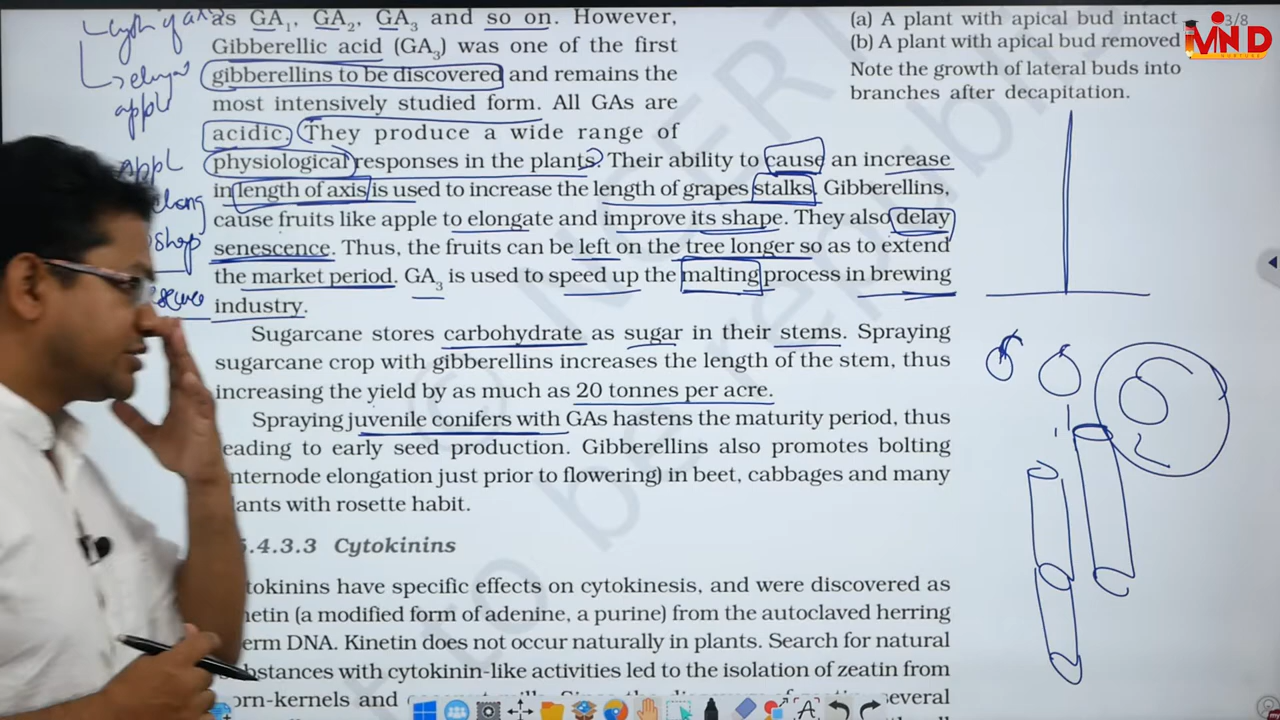 as GA1, GA2, GA3 and so on. However,
Gibberellic acid (GA3) was one of the first
gibberellins to be discovered and remains the
most intensively studied form. All GAs are
acidic. They produce a wide range of
physiological responses in the plants. Their ability to cause an increase
in length of axis is used to increase the length of grapes stalks. Gibberellins,
cause fruits like apple to elongate and improve its shape. They also delay
senescence. Thus, the fruits can be left on the tree longer so as to extend
the market period. GA3 is used to speed up the malting process in brewing
industry.
Sugarcane stores carbohydrate as sugar in their stems. Spraying
sugarcane crop with gibberellins increases the length of the stem, thus
increasing the yield by as much as 20 tonnes per acre.
Spraying juvenile conifers with GAs hastens the maturity period, thus
eading to early seed production. Gibberellins also promotes bolting
nternode elongation just prior to flowering) in beet, cabbages and many
lants with rosette habit.
5.4.3.3 Cytokinins
tokinins have specific effects on cytokinesis, and were discovered as
netin (a modified form of adenine, a purine) from the autoclaved herring
erm DNA. Kinetin does not occur naturally in plants. Search for natural
bstances with cytokinin-like activities led to the isolation of zeatin from
orn-kernels and
several
(a) A plant with apical bud intact
(b) A plant with apical bud removed
Note the growth of lateral buds into
branches after decapitation.
3/8
MIND
appl
appl
elong
shap